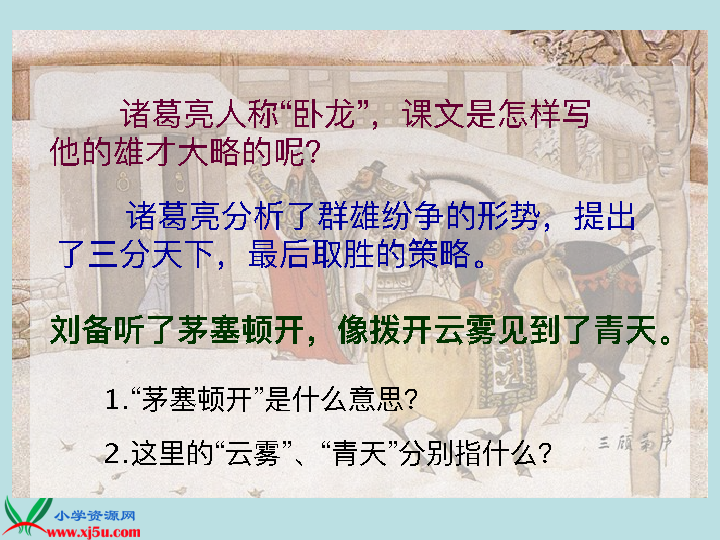 诸葛亮人称“卧龙”，课文是怎样写
他的雄才大略的呢？
诸葛亮分析了群雄纷争的形势，提出
了三分天下，最后取胜的策略。
刘备听了茅塞顿开，像拨开云雾见到了青天。
1.“茅塞顿开”是什么意思？
2.这里的“云雾”、“青天”分别指什么？
三顾茅庐
小学资源网
www.xj5u.com